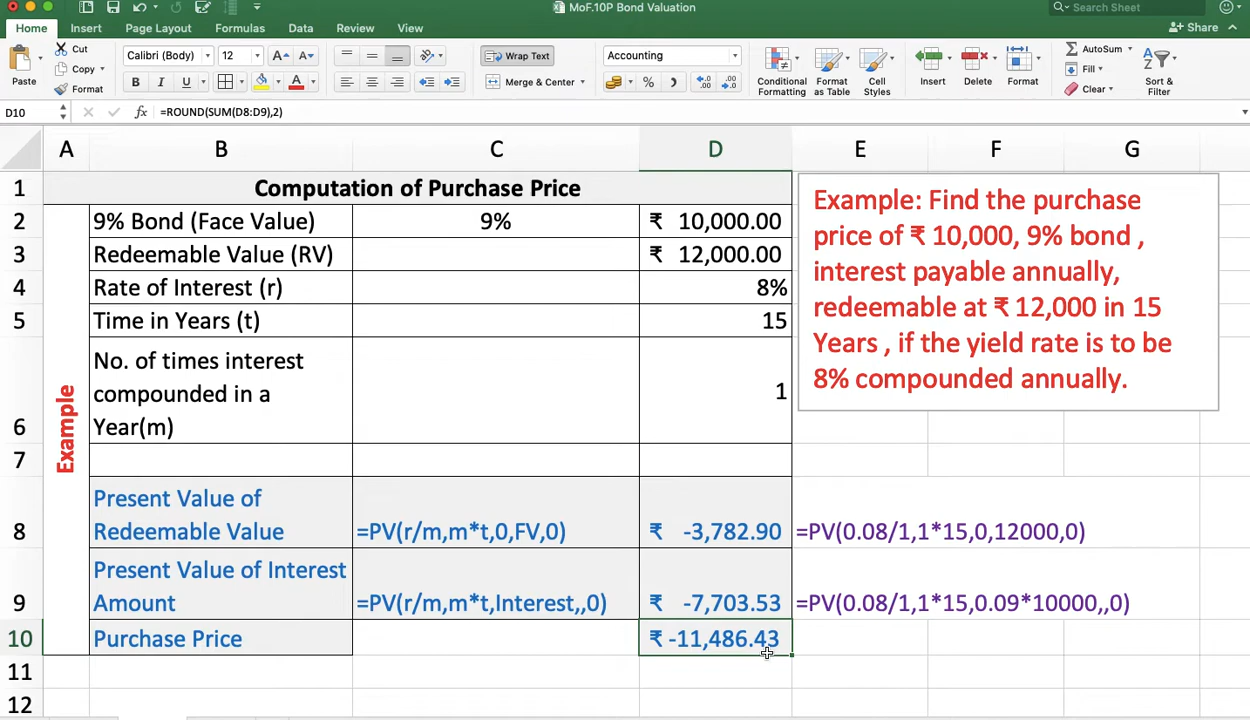 MoF.10P Bond Valuation
Search Sheet
Home Insert Page Layout Formulas Data Review View
Share
Paste
Cut
Copy
Format
Calibri (Body) 12
B I U
Wrap Text
Merge & Center
Accounting
Conditional Formatting
Format as Table
Cell Styles
Insert
Delete
Format
AutoSum
Fill
Clear
Sort & Filter
D10 fx =ROUND(SUM(D8:D9),2)
A B C D E F G
1 Computation of Purchase Price
2 9% Bond (Face Value) 9% ₹ 10,000.00
3 Redeemable Value (RV) ₹ 12,000.00
4 Rate of Interest (r) 8%
5 Time in Years (t) 15
No. of times interest
compounded in a 1
6 Year(m)
7
Present Value of
8 Redeemable Value =PV(r/m,m*t,0,FV,0) ₹ -3,782.90 =PV(0.08/1,1*15,0,12000,0)
Present Value of Interest
9 Amount =PV(r/m,m*t,Interest,,0) ₹ -7,703.53 =PV(0.08/1,1*15,0.09*10000,,0)
10 Purchase Price ₹ -11,486.43
11
12
Example
Example: Find the purchase
price of ₹ 10,000, 9% bond ,
interest payable annually,
redeemable at ₹ 12,000 in 15
Years , if the yield rate is to be
8% compounded annually.